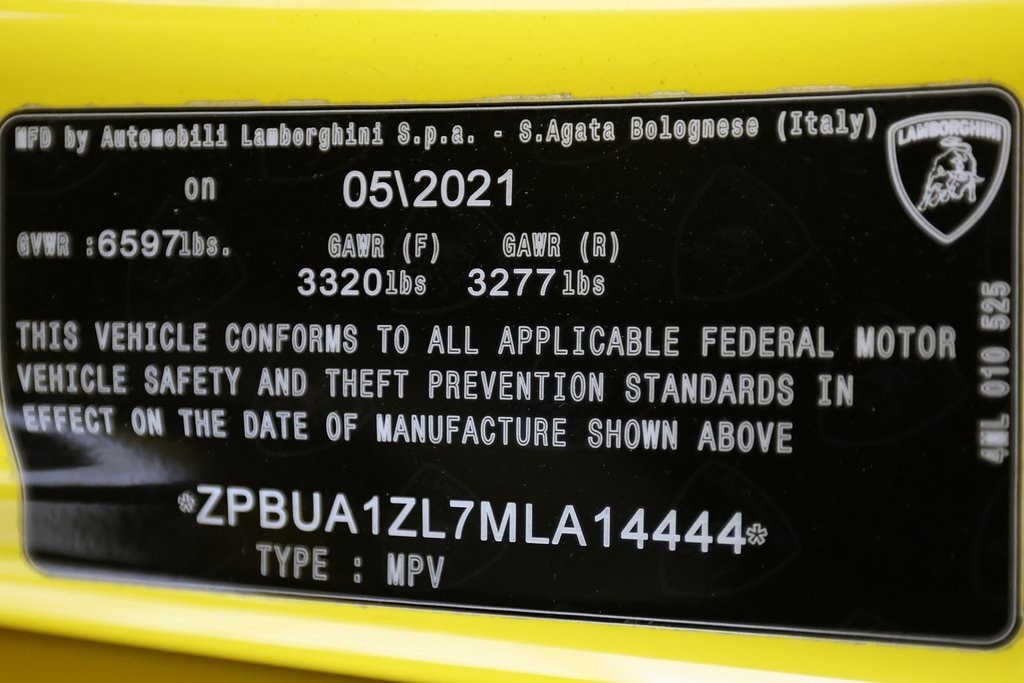 MFD by Automobili Lamborghini S.p.a. - S.Agata Bolognese (Italy)
LAMBORGHINI
on 05\2021
GVWR :6597lbs. GAWR (F) GAWR (R)
3320lbs 3277lbs
THIS VEHICLE CONFORMS TO ALL APPLICABLE FEDERAL MOTOR
VEHICLE SAFETY AND THEFT PREVENTION STANDARDS IN
EFFECT ON THE DATE OF MANUFACTURE SHOWN ABOVE
*ZPBUA1ZL7MLA14444*
TYPE : MPV
4ML 010 525